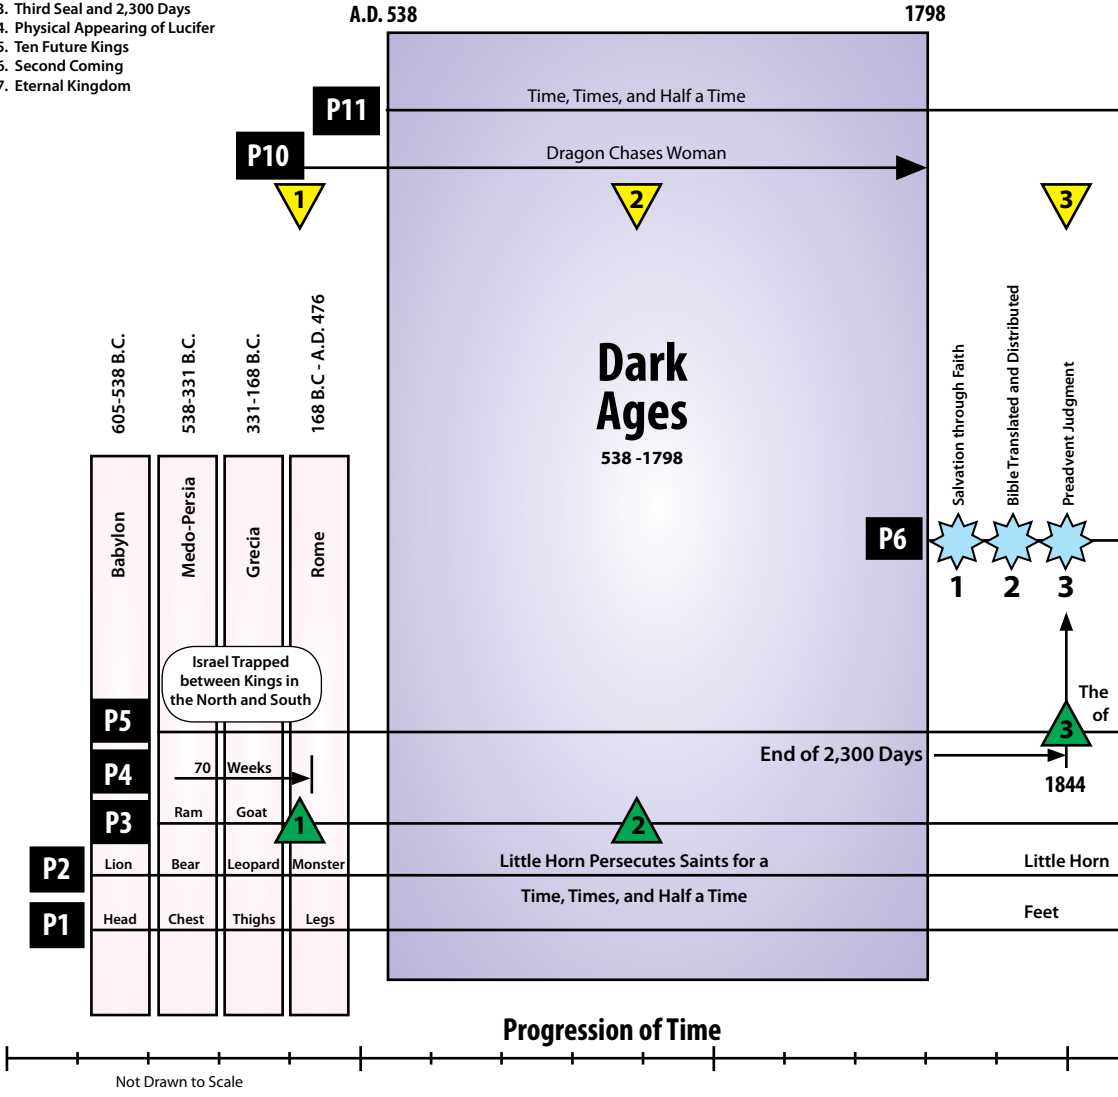 3. Third Seal and 2,300 Days
4. Physical Appearing of Lucifer
5. Ten Future Kings
6. Second Coming
7. Eternal Kingdom
A.D. 538
1798
P11
Time, Times, and Half a Time
P10
Dragon Chases Woman
1
2
3
605-538 B.C.
538-331 B.C.
331-168 B.C.
168 B.C - A.D. 476
Dark
Ages
538 -1798
Salvation through Faith
Bible Translated and Distributed
Preadvent Judgment
Babylon
Medo-Persia
Grecia
Rome
P6
1
2
3
Israel Trapped
between Kings in
the North and South
P5
The
of
3
End of 2,300 Days
1844
P4
70 Weeks
P3
Ram
Goat
1
2
P2
Lion
Bear
Leopard
Monster
Little Horn Persecutes Saints for a
Little Horn
Time, Times, and Half a Time
P1
Head
Chest
Thighs
Legs
Feet
Progression of Time
Not Drawn to Scale